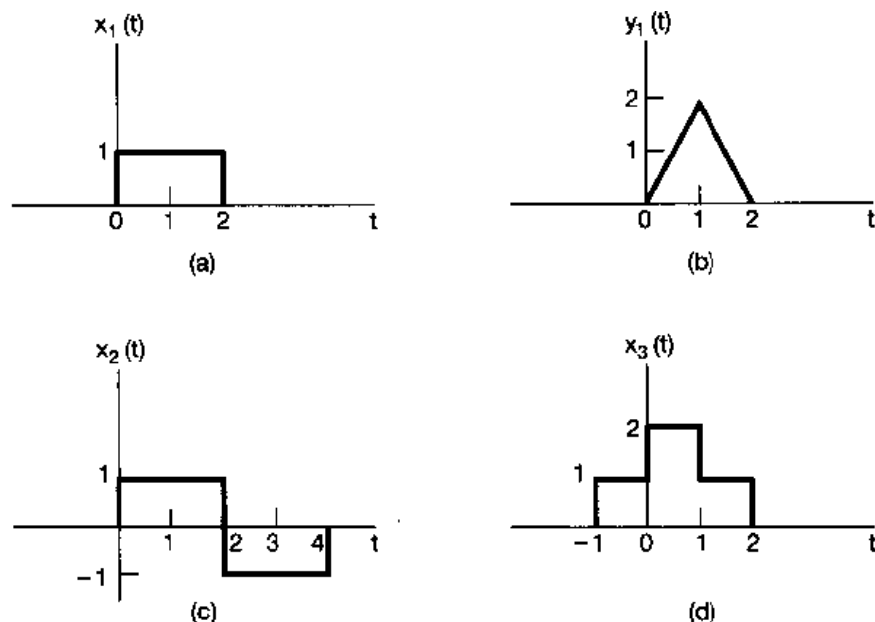 x₁ (t)
1
0 1 2 t
(a)
y₁ (t)
2
1
0 1 2 t
(b)
x₂ (t)
1
1 2 3 4 t
−1
(c)
x₃ (t)
2
1
−1 0 1 2 t
(d)